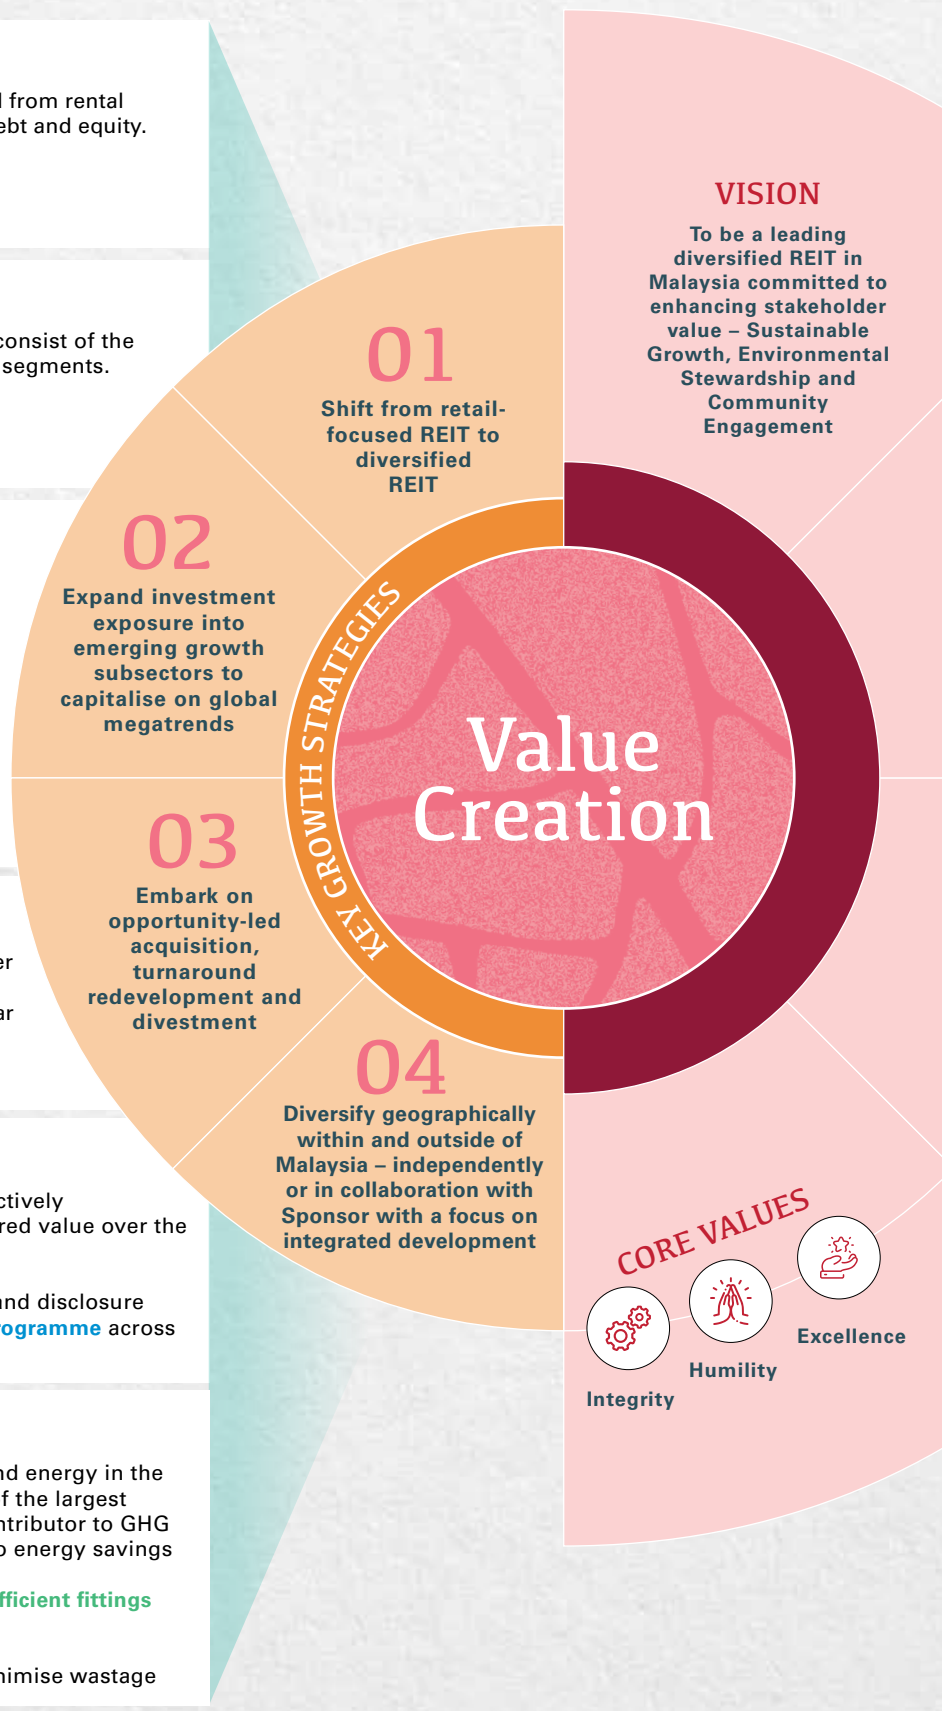 from rental
ebt and equity.
consist of the
segments.
er
ar
ctively
red value over the
and disclosure
rogramme across
nd energy in the
f the largest
ntributor to GHG
o energy savings
fficient fittings
nimise wastage
01
Shift from retail-
focused REIT to
diversified
REIT
02
Expand investment
exposure into
emerging growth
subsectors to
capitalise on global
megatrends
03
Embark on
opportunity-led
acquisition,
turnaround
redevelopment and
divestment
04
Diversify geographically
within and outside of
Malaysia – independently
or in collaboration with
Sponsor with a focus on
integrated development
KEY GROWTH STRATEGIES
Value
Creation
VISION
To be a leading
diversified REIT in
Malaysia committed to
enhancing stakeholder
value – Sustainable
Growth, Environmental
Stewardship and
Community
Engagement
CORE VALUES
Integrity
Humility
Excellence